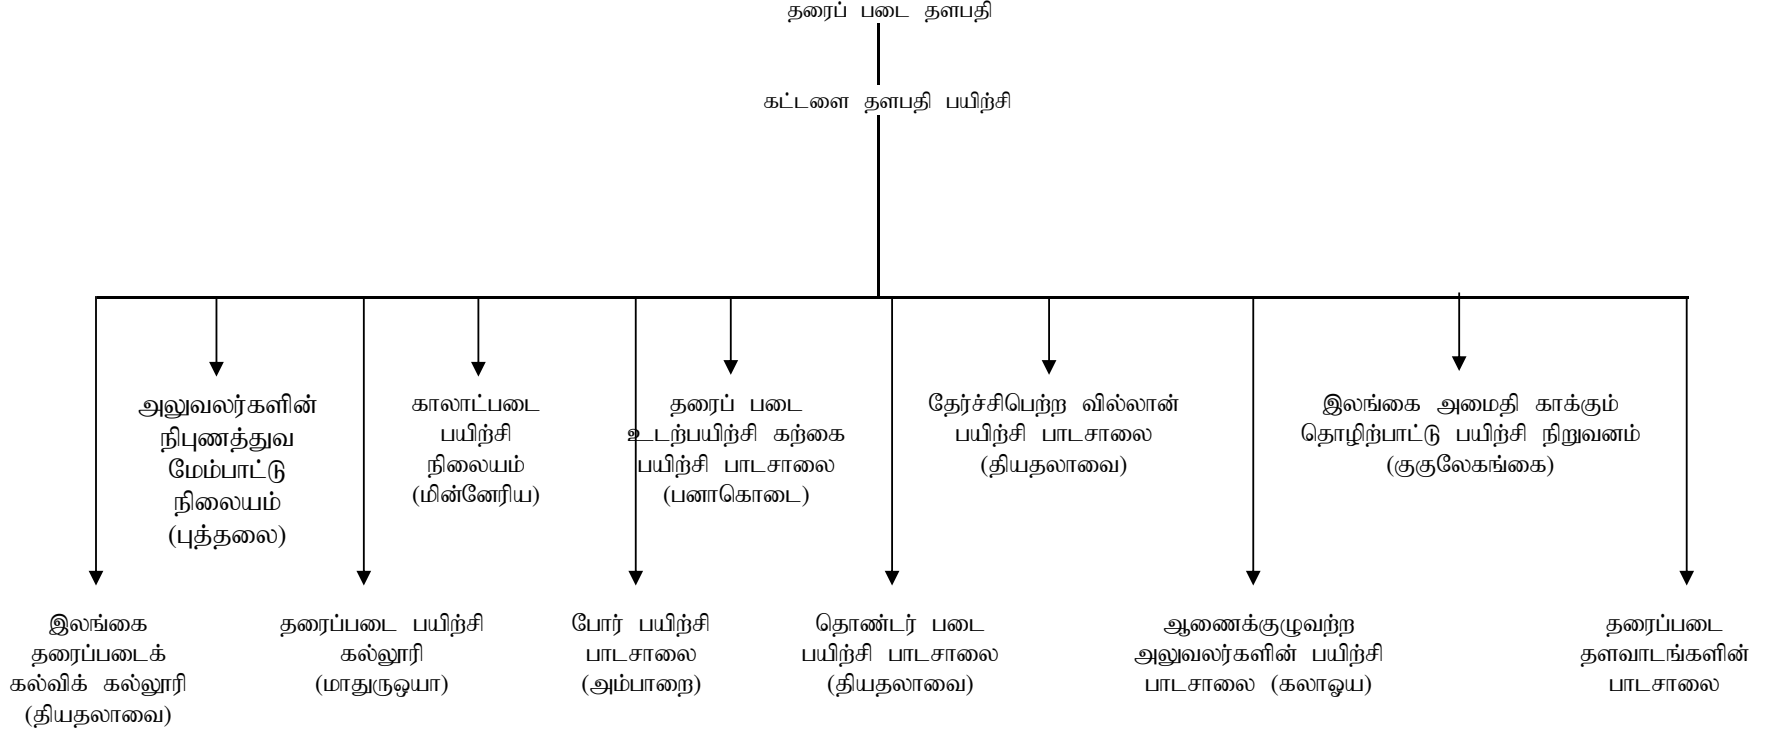 தரைப் படை தளபதி
கட்டளை தளபதி பயிற்சி
அலுவலர்களின்
நிபுணத்துவ
மேம்பாட்டு
நிலையம்
(புத்தலை)
காலாட்படை
பயிற்சி
நிலையம்
(மின்னேரிய)
தரைப் படை
உடற்பயிற்சி கற்கை
பயிற்சி பாடசாலை
(பனாகொடை)
தேர்ச்சிபெற்ற வில்லான்
பயிற்சி பாடசாலை
(தியதலாவை)
இலங்கை அமைதி காக்கும்
தொழிற்பாட்டு பயிற்சி நிறுவனம்
(குகுலேகங்கை)
இலங்கை
தரைப்படைக்
கல்விக் கல்லூரி
(தியதலாவை)
தரைப்படை பயிற்சி
கல்லூரி
(மாதுருஒயா)
போர் பயிற்சி
பாடசாலை
(அம்பாறை)
தொண்டர் படை
பயிற்சி பாடசாலை
(தியதலாவை)
ஆணைக்குழுவற்ற
அலுவலர்களின் பயிற்சி
பாடசாலை (கலாஓய)
தரைப்படை
தளவாடங்களின்
பாடசாலை